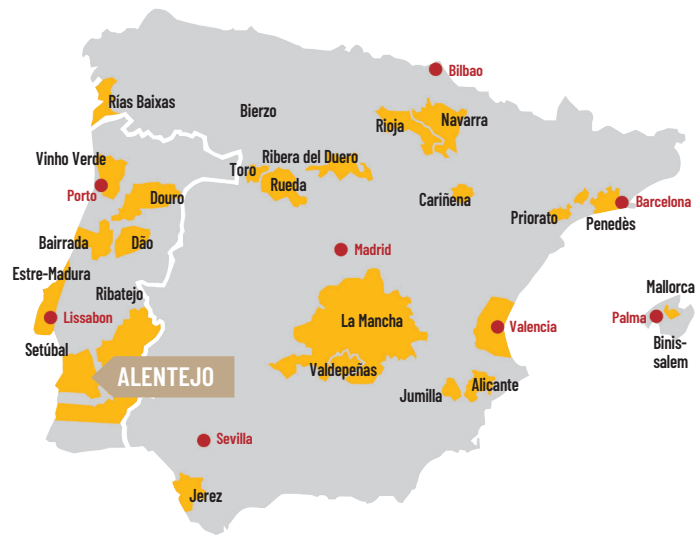 Bilbao
Rías Baixas
Bierzo
Rioja
Navarra
Vinho Verde
Ribera del Duero
Toro
Rueda
Porto
Douro
Cariñena
Barcelona
Priorato
Penedès
Bairrada
Dão
Madrid
Estre-Madura
Ribatejo
Mallorca
Lissabon
La Mancha
Valencia
Palma
Binis-
salem
Setúbal
ALENTEJO
Valdepeñas
Jumilla
Alicante
Sevilla
Jerez